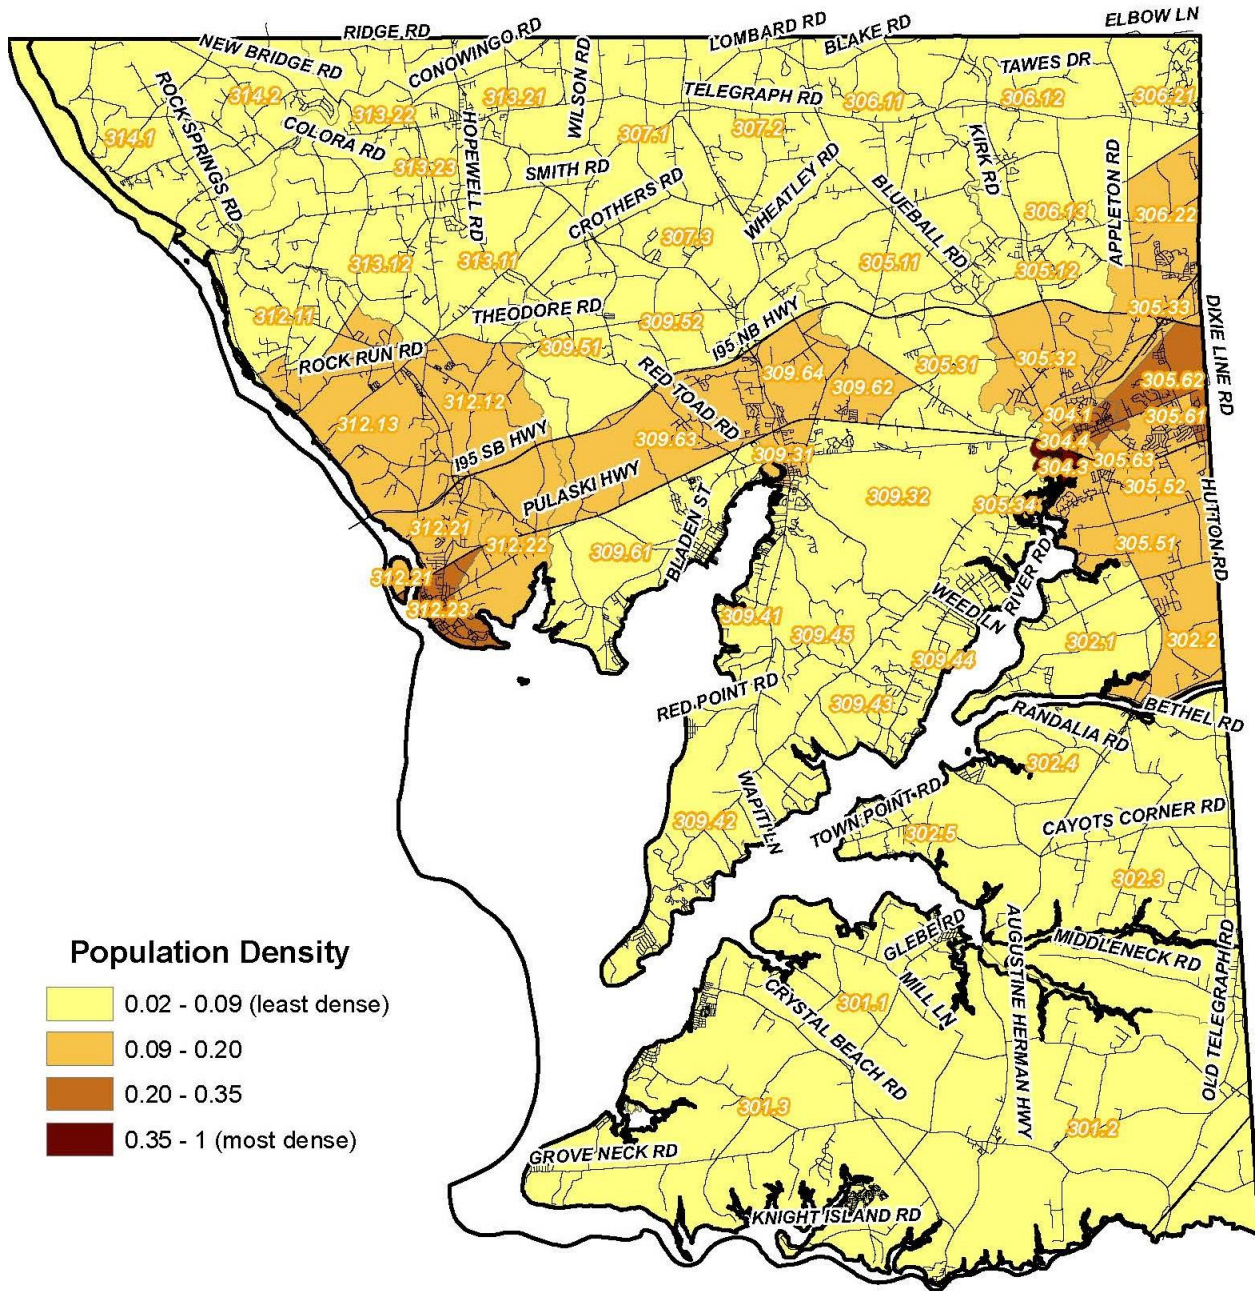 ELBOW LN
RIDGE RD
LOMBARD RD
BLAKE RD
CONOWINGO RD
NEW BRIDGE RD
WILSON RD
TAWES DR
314.2
313.21
TELEGRAPH RD
306.11
306.12
306.21
ROCK SPRINGS RD
313.22
HOPEWELL RD
314.1
COLORA RD
307.1
307.2
KIRK RD
313.23
SMITH RD
WHEATLEY RD
BLUEBALL RD
APPLETON RD
CROTHERS RD
306.13
306.22
307.3
313.12
313.11
305.11
305.12
312.11
THEODORE RD
309.52
I95 NB HWY
305.33
DIXIE LINE RD
ROCK RUN RD
309.51
RED TOAD RD
309.64
305.31
305.32
309.62
305.62
312.12
312.13
304.1
305.61
I95 SB HWY
309.63
304.4
309.31
305.63
304.3
PULASKI HWY
309.32
305.52
BLADEN ST
305.34
HUTTON RD
312.21
312.22
309.61
305.51
RIVER RD
312.21
WEED LN
312.23
309.41
309.45
302.1
302.2
309.44
RED POINT RD
309.43
RANDALIA RD
BETHEL RD
302.4
WAPITI LN
TOWN POINT RD
309.42
302.5
CAYOTS CORNER RD
302.3
GLEBE RD
AUGUSTINE HERMAN HWY
MIDDLENECK RD
OLD TELEGRAPH RD
Population Density
0.02 - 0.09 (least dense)
0.09 - 0.20
0.20 - 0.35
0.35 - 1 (most dense)
CRYSTAL BEACH RD
301.1
MILL LN
301.3
301.2
GROVE NECK RD
KNIGHT ISLAND RD